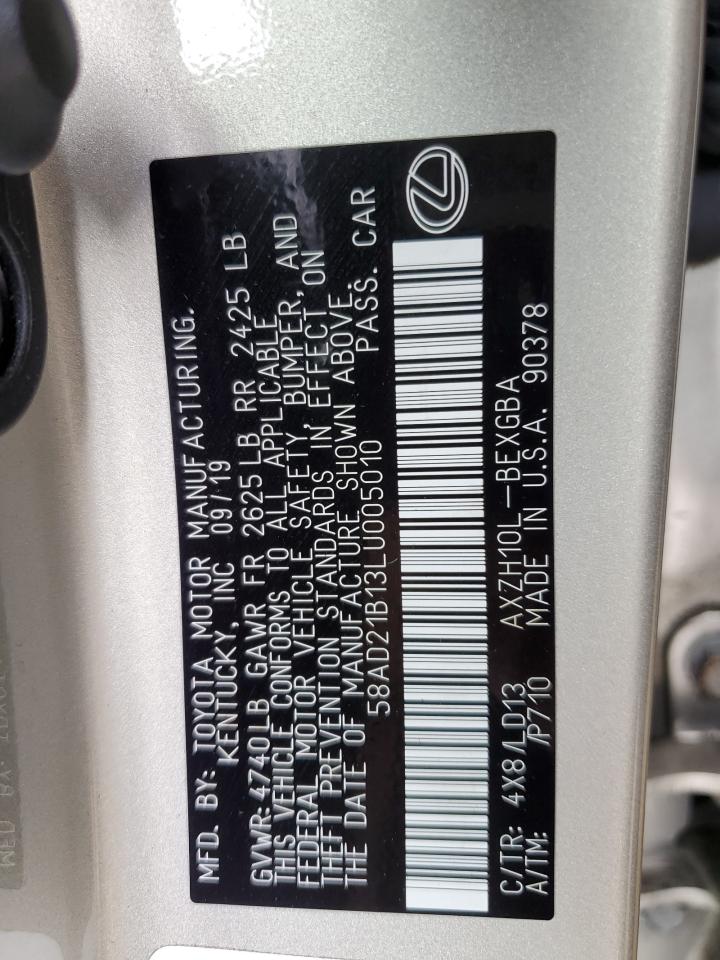 MFD. BY: TOYOTA MOTOR MANUFACTURING.
KENTUCKY, INC 09/19
GVWR 4740LB GAWR FR 2625 LB RR 2425 LB
THIS VEHICLE CONFORMS TO ALL APPLICABLE
FEDERAL MOTOR VEHICLE SAFETY, BUMPER, AND
THEFT PREVENTION STANDARDS IN EFFECT ON
THE DATE OF MANUFACTURE SHOWN ABOVE.
58AD21B13LU005010 PASS. CAR
C/TR: 4X8/LD13 AXZH10L-BEXGBA
A/TM: /P710 MADE IN U.S.A. 90378